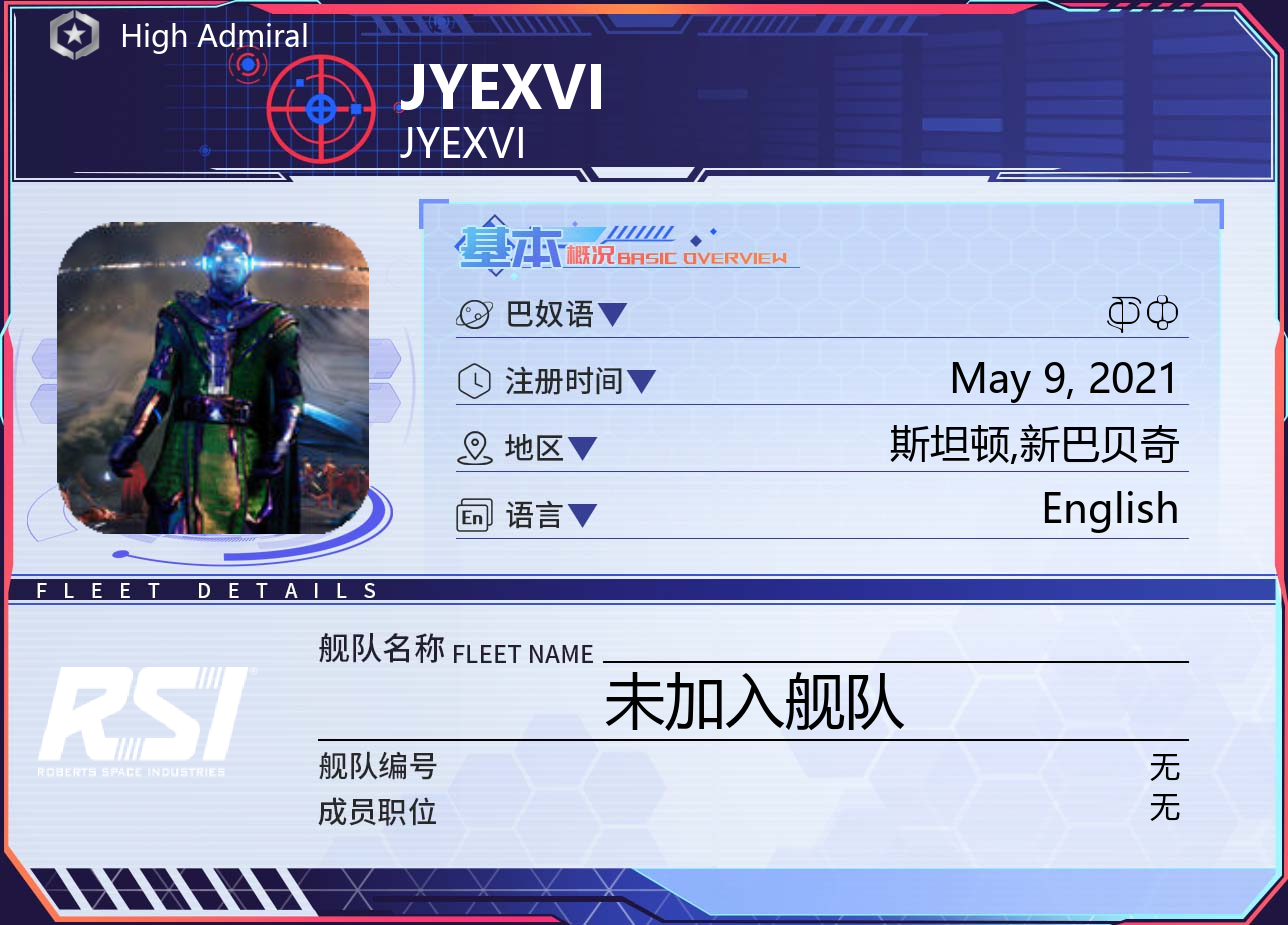 High Admiral
JYEXVI
JYEXVI
基本概况 BASIC OVERVIEW
巴奴语
注册时间 May 9, 2021
地区 斯坦顿,新巴贝奇
En 语言 English
FLEET DETAILS
舰队名称 FLEET NAME
未加入舰队
RSI
ROBERTS SPACE INDUSTRIES
舰队编号 无
成员职位 无